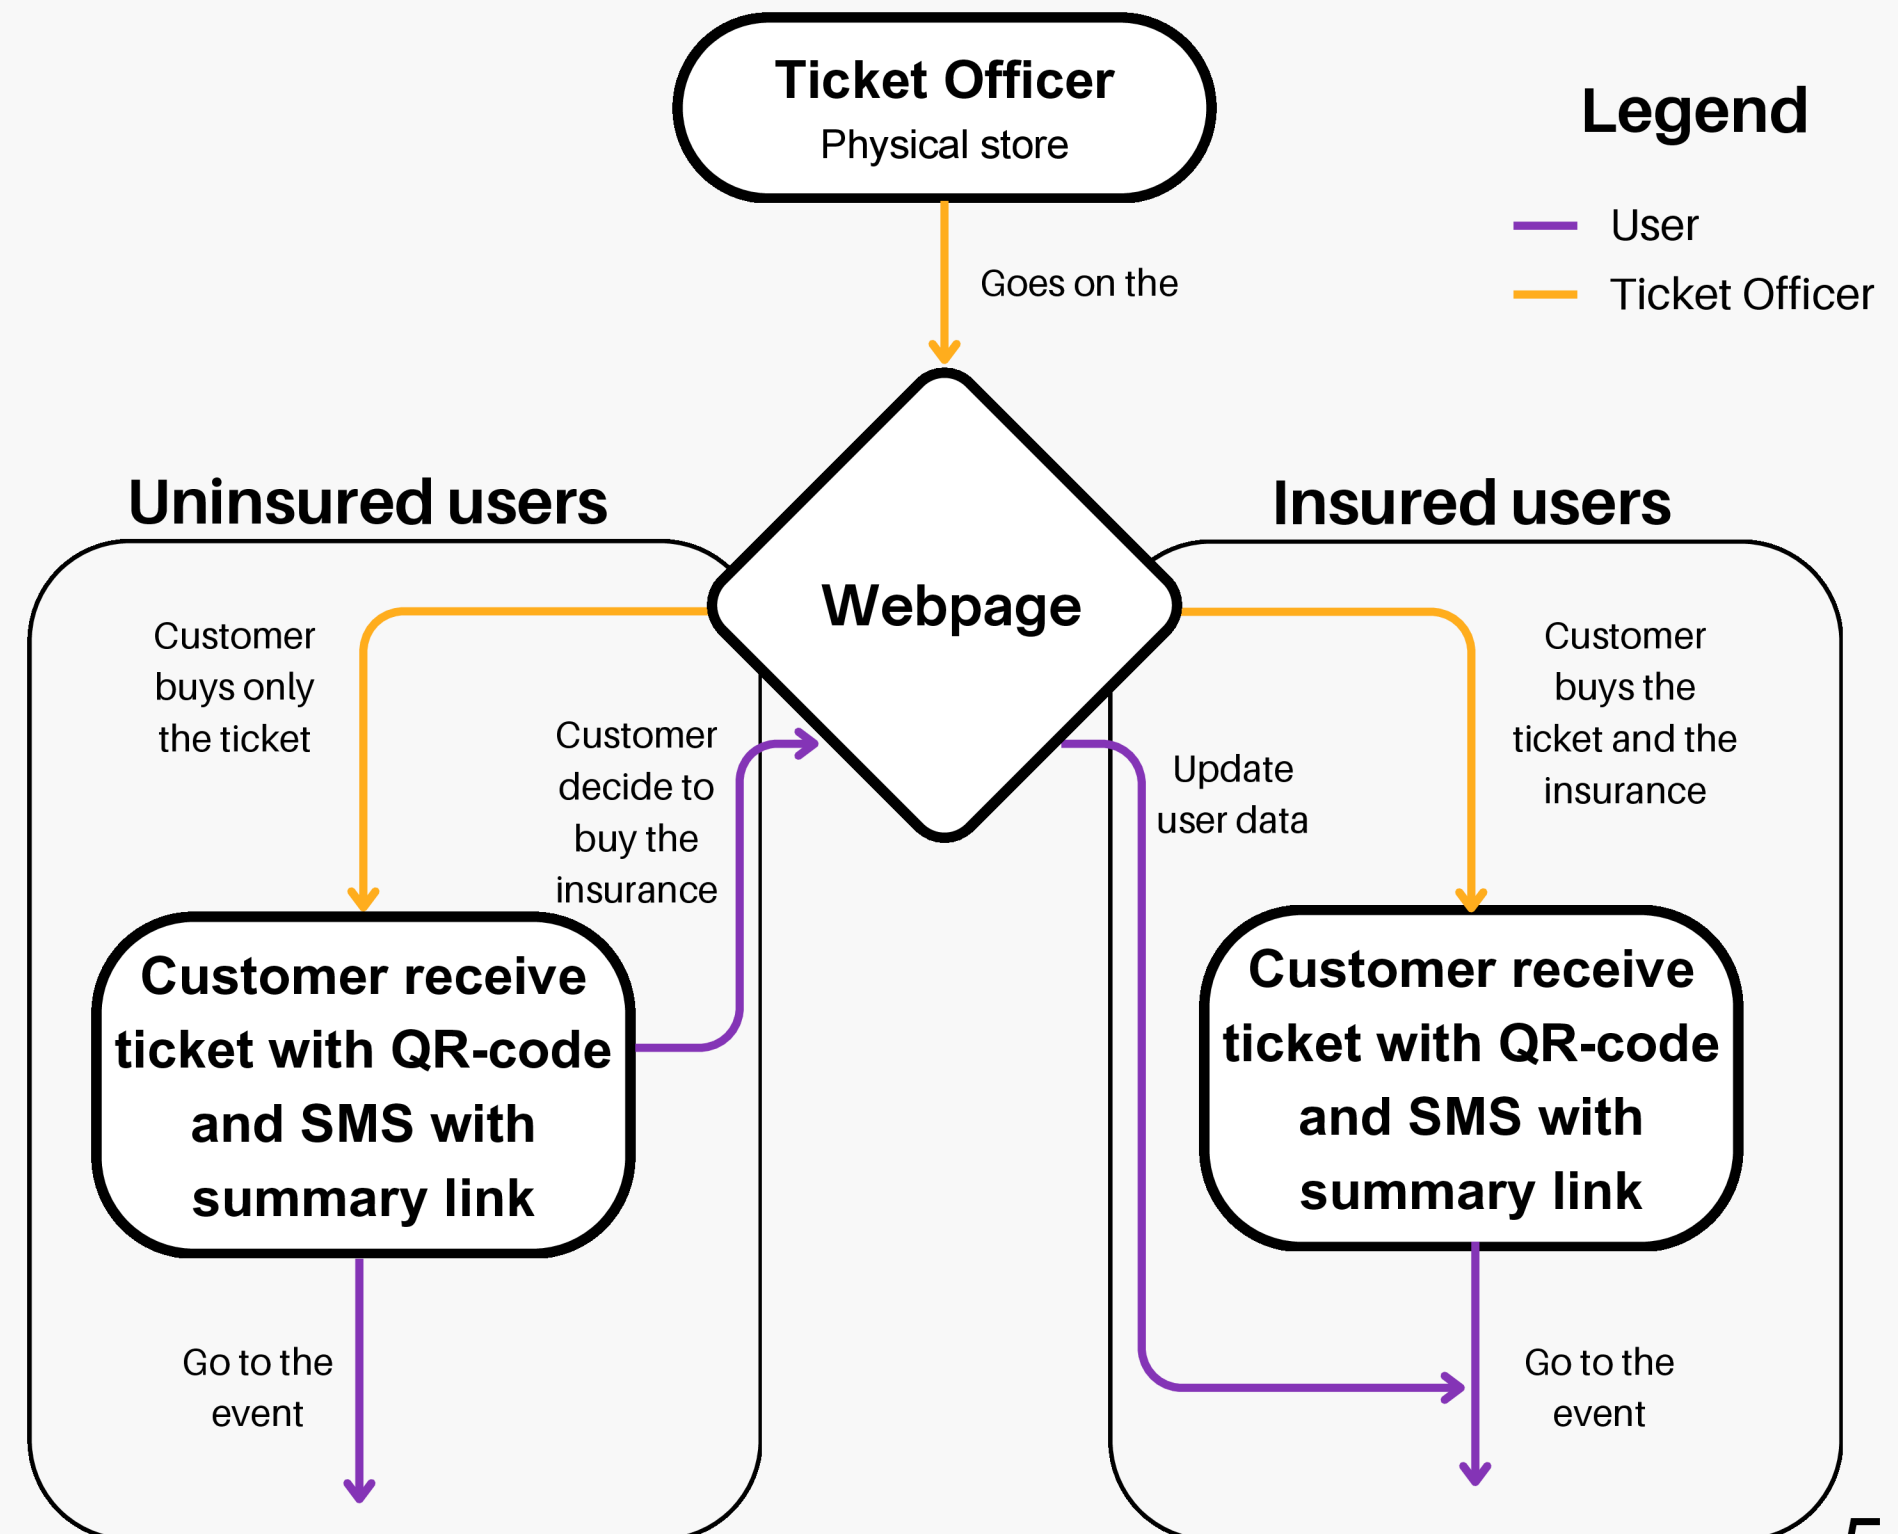 Ticket Officer
Physical store
Legend
User
Ticket Officer
Goes on the
Uninsured users
Insured users
Webpage
Customer
buys only
the ticket
Customer
decide to
buy the
insurance
Update
user data
Customer
buys the
ticket and the
insurance
Customer receive
ticket with QR-code
and SMS with
summary link
Customer receive
ticket with QR-code
and SMS with
summary link
Go to the
event
Go to the
event